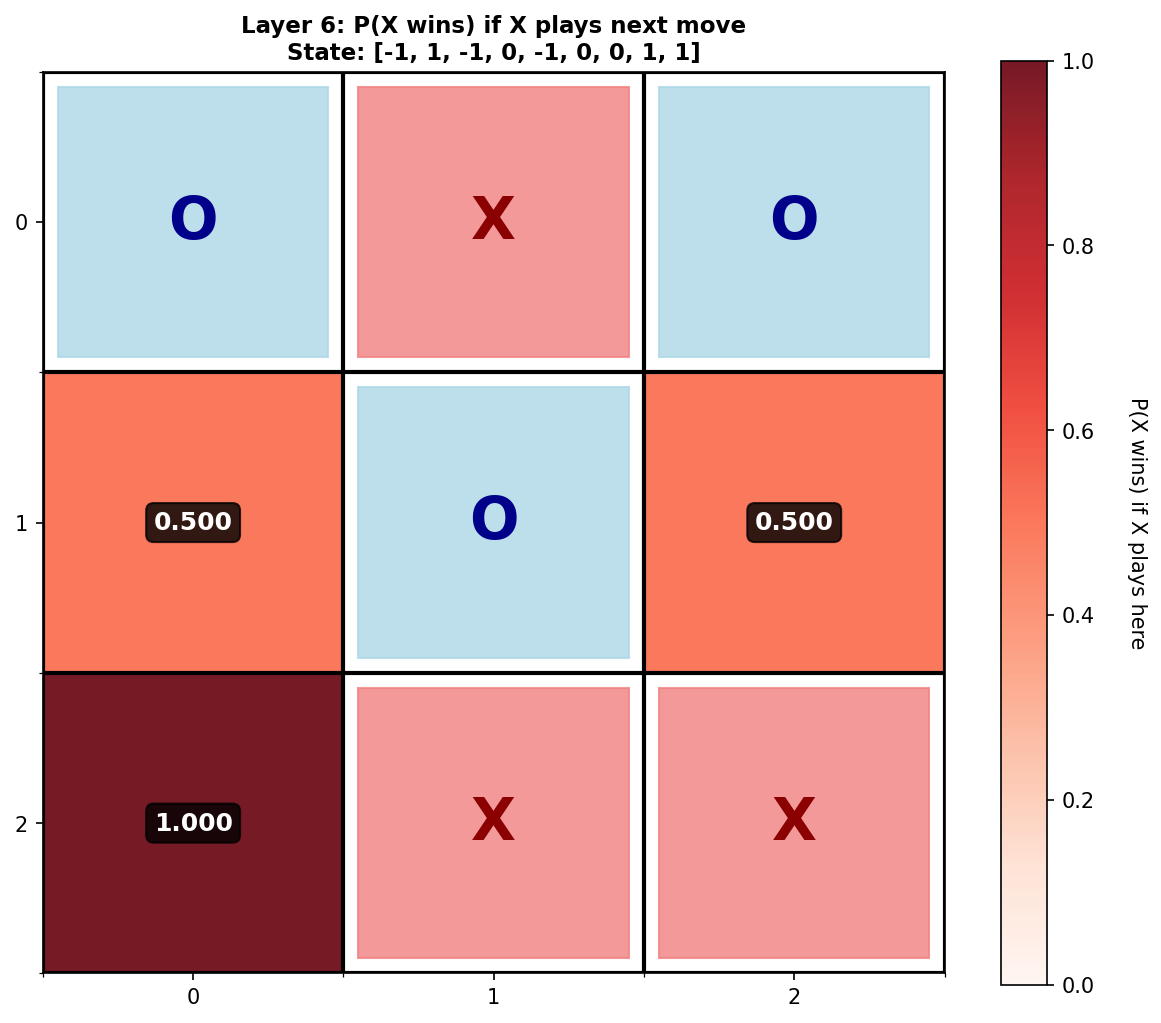 Layer 6: P(X wins) if X plays next move
State: [-1, 1, -1, 0, -1, 0, 0, 1, 1]
0
O
X
O
1
0.500
O
0.500
2
1.000
X
X
0
1
2
1.0
0.8
0.6
0.4
0.2
0.0
P(X wins) if X plays here